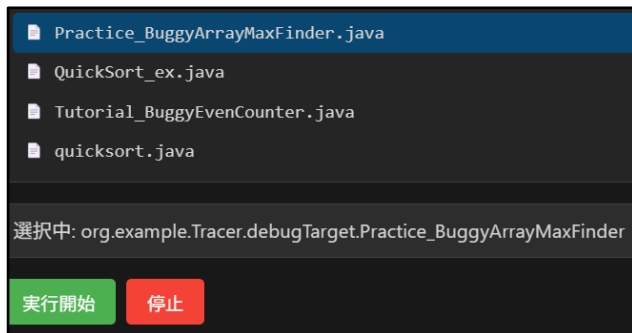 Practice_BuggyArrayMaxFinder.java
QuickSort_ex.java
Tutorial_BuggyEvenCounter.java
quicksort.java
選択中: org.example.Tracer.debugTarget.Practice_BuggyArrayMaxFinder
実行開始 停止